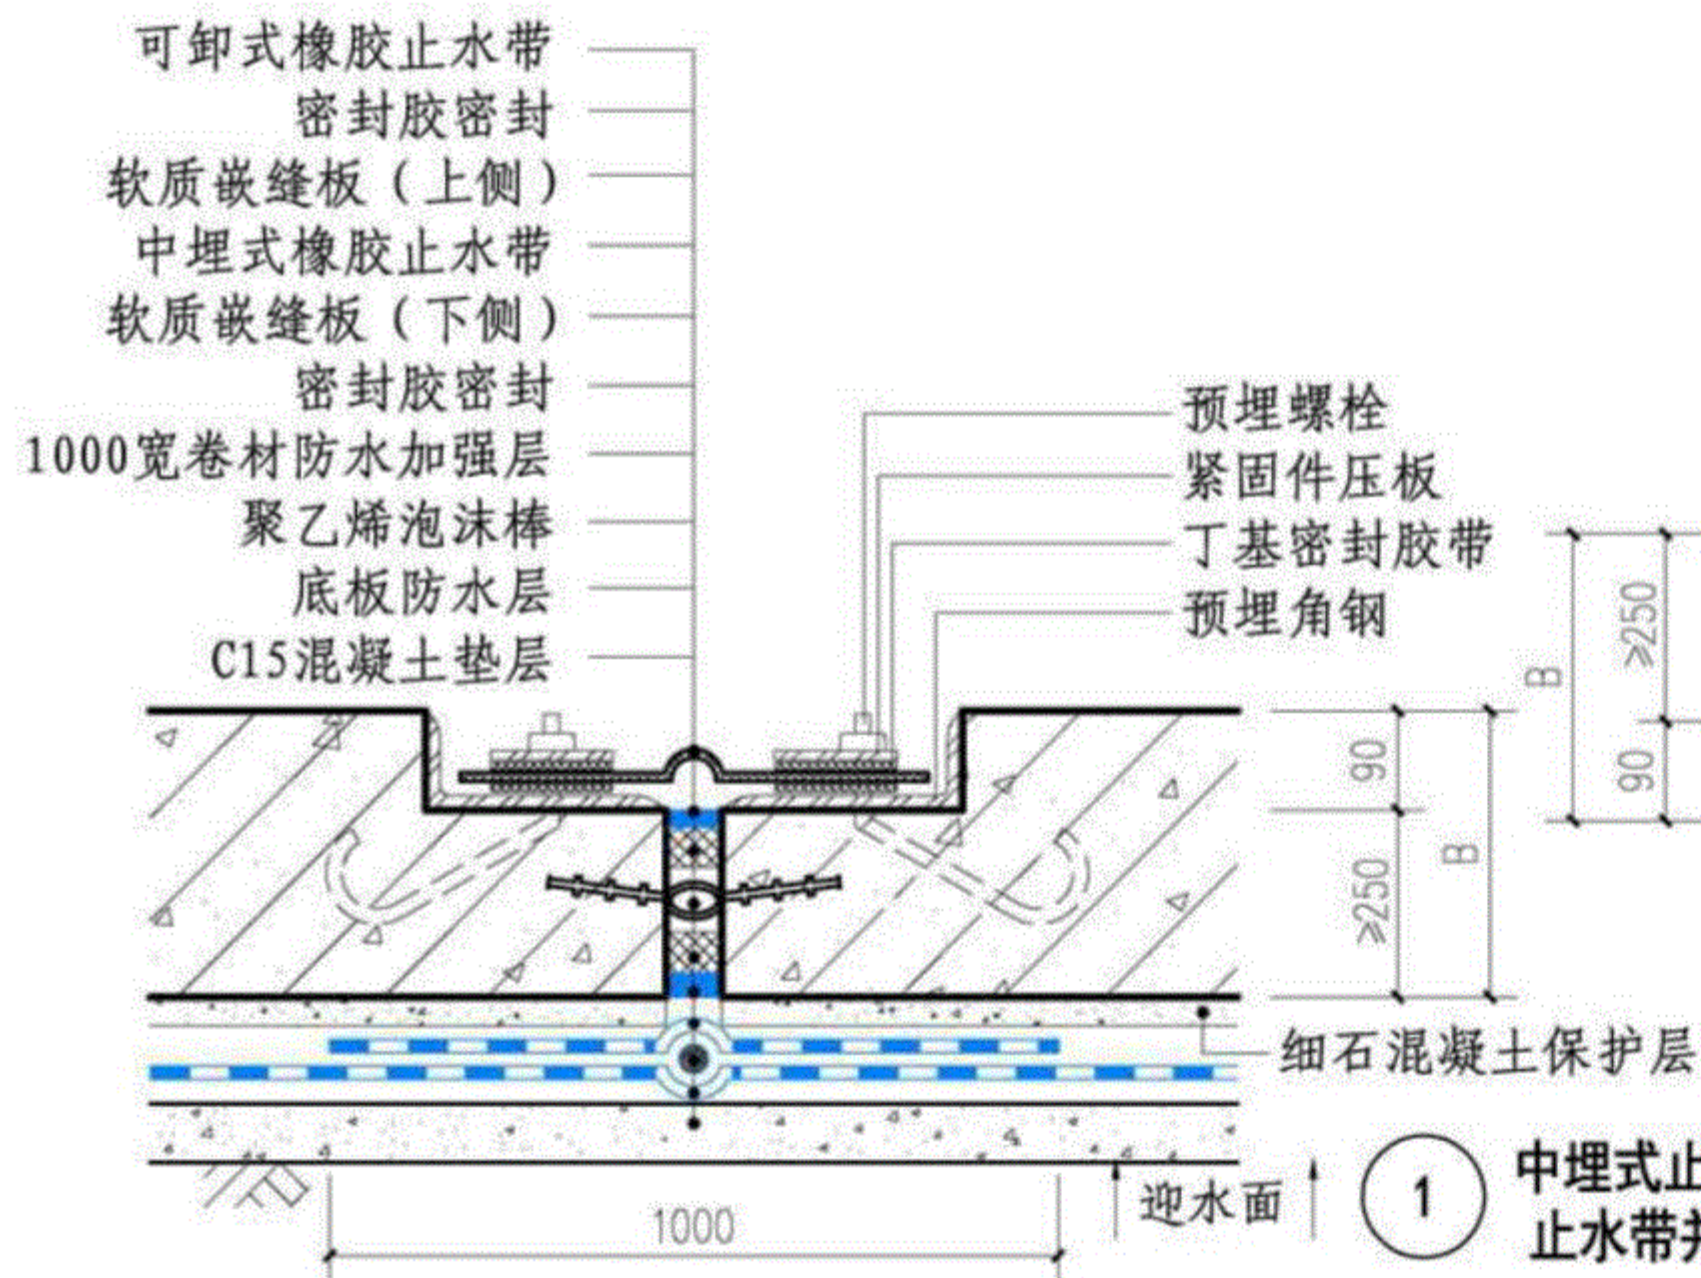 可卸式橡胶止水带
密封胶密封
软质嵌缝板（上侧）
中埋式橡胶止水带
软质嵌缝板（下侧）
密封胶密封
1000宽卷材防水加强层
聚乙烯泡沫棒
底板防水层
C15混凝土垫层
预埋螺栓
紧固件压板
丁基密封胶带
预埋角钢
B
≥250
90
90
≥250
B
细石混凝土保护层
迎水面
1000
1
中埋式止
止水带